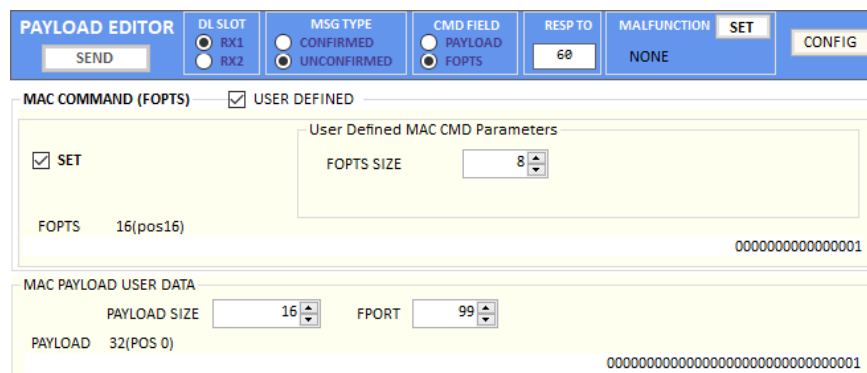 PAYLOAD EDITOR
SEND
DL SLOT
RX1
RX2
MSG TYPE
CONFIRMED
UNCONFIRMED
CMD FIELD
PAYLOAD
FOPTS
RESP TO
60
MALFUNCTION SET
NONE
CONFIG
MAC COMMAND (FOPTS) USER DEFINED
User Defined MAC CMD Parameters
SET
FOPTS SIZE 8
FOPTS 16(pos16)
0000000000000001
MAC PAYLOAD USER DATA
PAYLOAD SIZE 16 FPORT 99
PAYLOAD 32(POS 0)
00000000000000000000000000000001